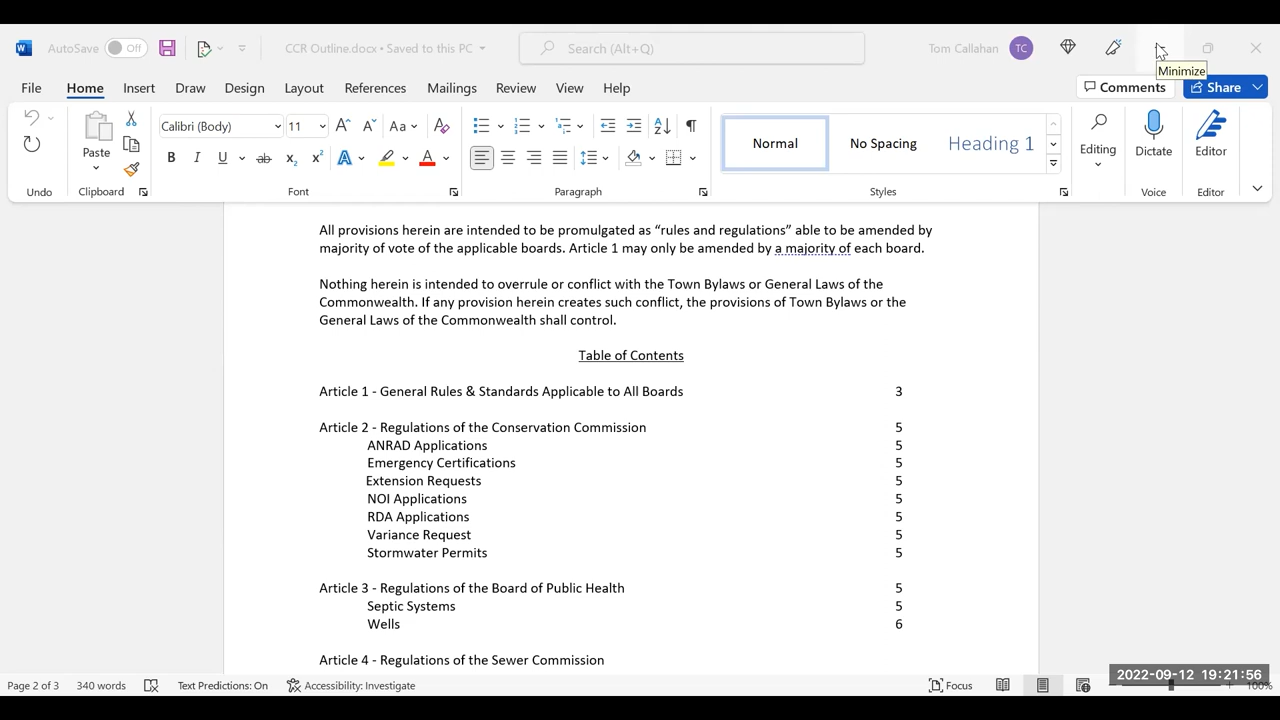 AutoSave Off CCR Outline.docx • Saved to this PC Search (Alt+Q) Tom Callahan TC
Minimize
File Home Insert Draw Design Layout References Mailings Review View Help Comments Share
Calibri (Body) 11 Aa Normal No Spacing Heading 1
Paste Editing Dictate Editor
B I U ab x₂ x² A A
Undo Clipboard Font Paragraph Styles Voice Editor
All provisions herein are intended to be promulgated as “rules and regulations” able to be amended by
majority of vote of the applicable boards. Article 1 may only be amended by a majority of each board.
Nothing herein is intended to overrule or conflict with the Town Bylaws or General Laws of the
Commonwealth. If any provision herein creates such conflict, the provisions of Town Bylaws or the
General Laws of the Commonwealth shall control.
Table of Contents
Article 1 - General Rules & Standards Applicable to All Boards 3
Article 2 - Regulations of the Conservation Commission 5
ANRAD Applications 5
Emergency Certifications 5
Extension Requests 5
NOI Applications 5
RDA Applications 5
Variance Request 5
Stormwater Permits 5
Article 3 - Regulations of the Board of Public Health 5
Septic Systems 5
Wells 6
Article 4 - Regulations of the Sewer Commission
2022-09-12 19:21:56
Page 2 of 3 340 words Text Predictions: On Accessibility: Investigate Focus 100%